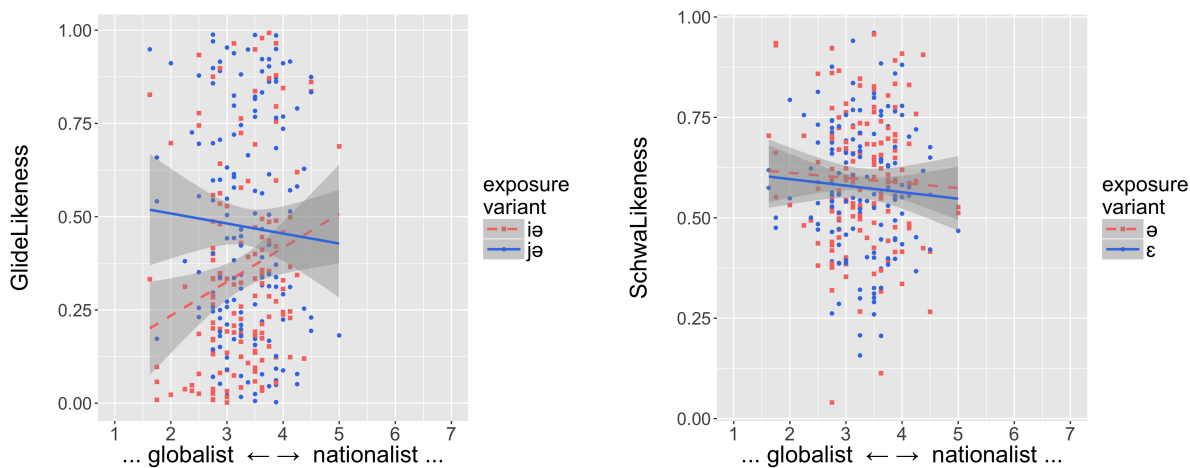 GlideLikeness
1.00
0.75
0.50
0.25
0.00
1 2 3 4 5 6 7
... globalist ←→ nationalist ...
exposure
variant
iə
jə
SchwaLikeness
1.00
0.75
0.50
0.25
0.00
1 2 3 4 5 6 7
... globalist ←→ nationalist ...
exposure
variant
ə
ɛ